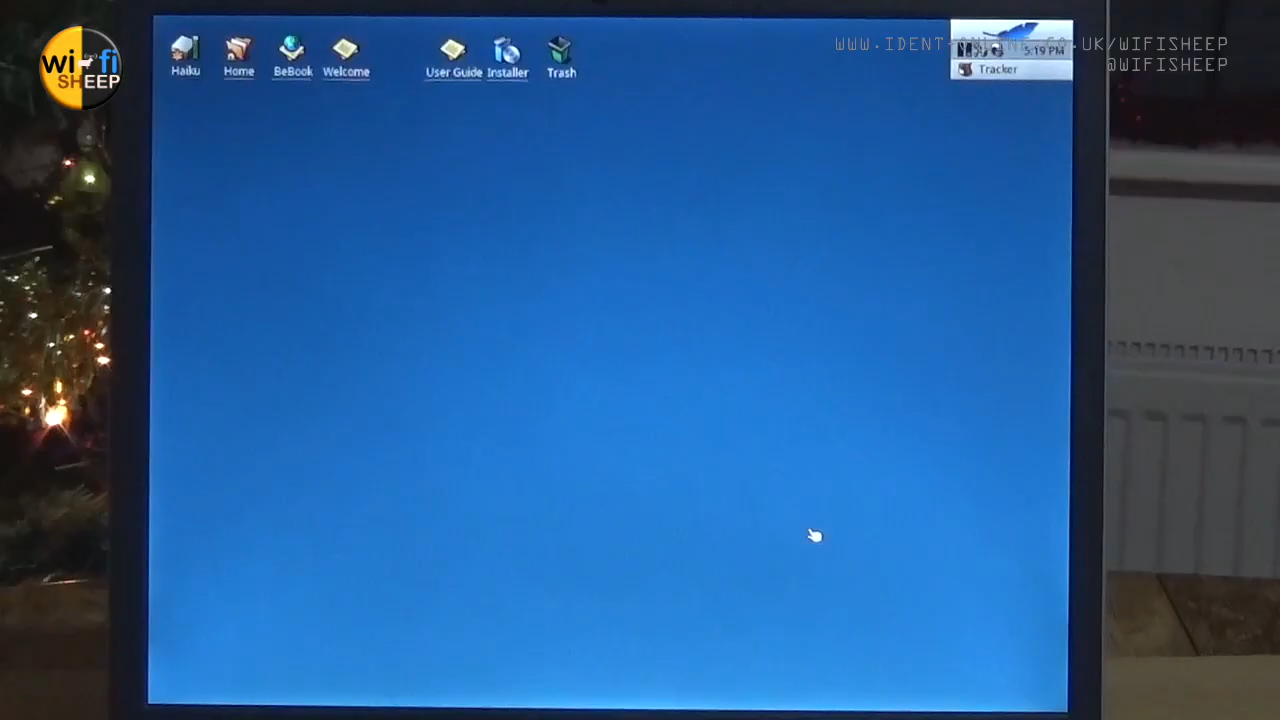 wi-fi
SHEEP
WWW.IDENT-ONLINE.CO.UK/WIFISHEEP
@WIFISHEEP
Haiku
Home
BeBook
Welcome
User Guide
Installer
Trash
5:19 PM
Tracker